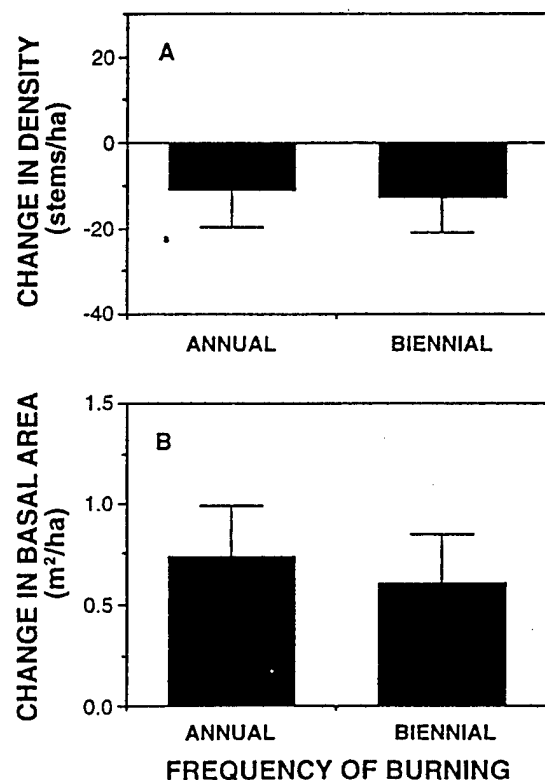 A
CHANGE IN DENSITY
(stems/ha)
20
0
-20
-40
ANNUAL BIENNIAL
B
CHANGE IN BASAL AREA
(m²/ha)
1.5
1.0
0.5
0.0
ANNUAL BIENNIAL
FREQUENCY OF BURNING